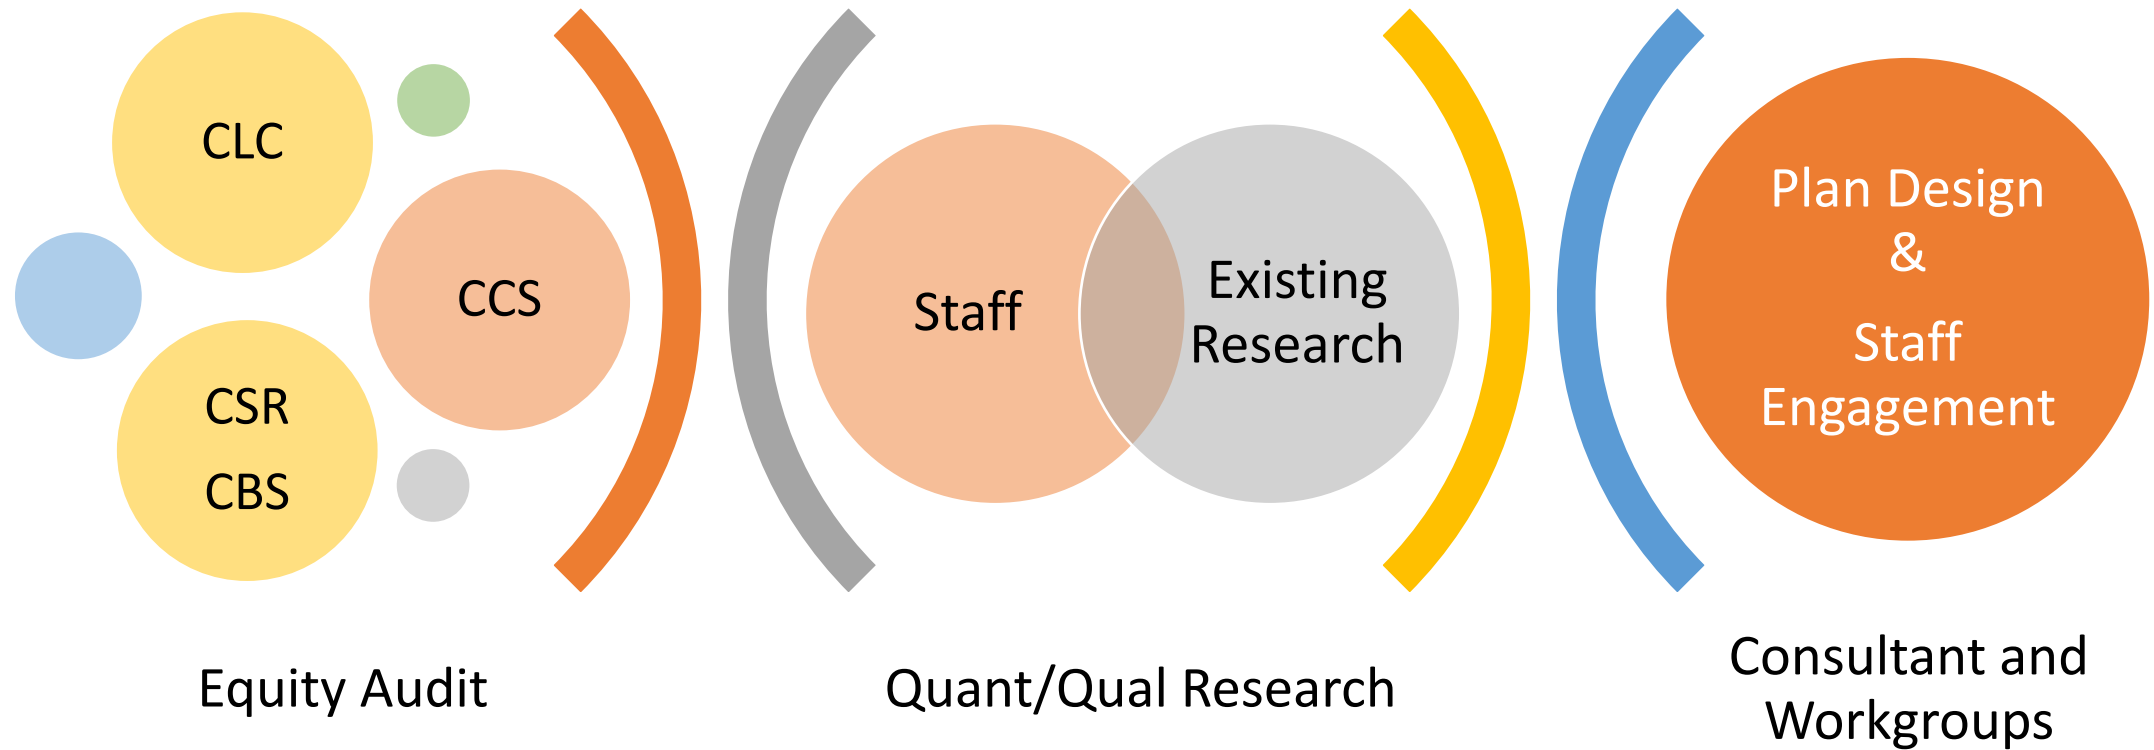 CLC
CCS
CSR
CBS
Equity Audit
Staff
Existing
Research
Quant/Qual Research
Plan Design
&
Staff
Engagement
Consultant and
Workgroups